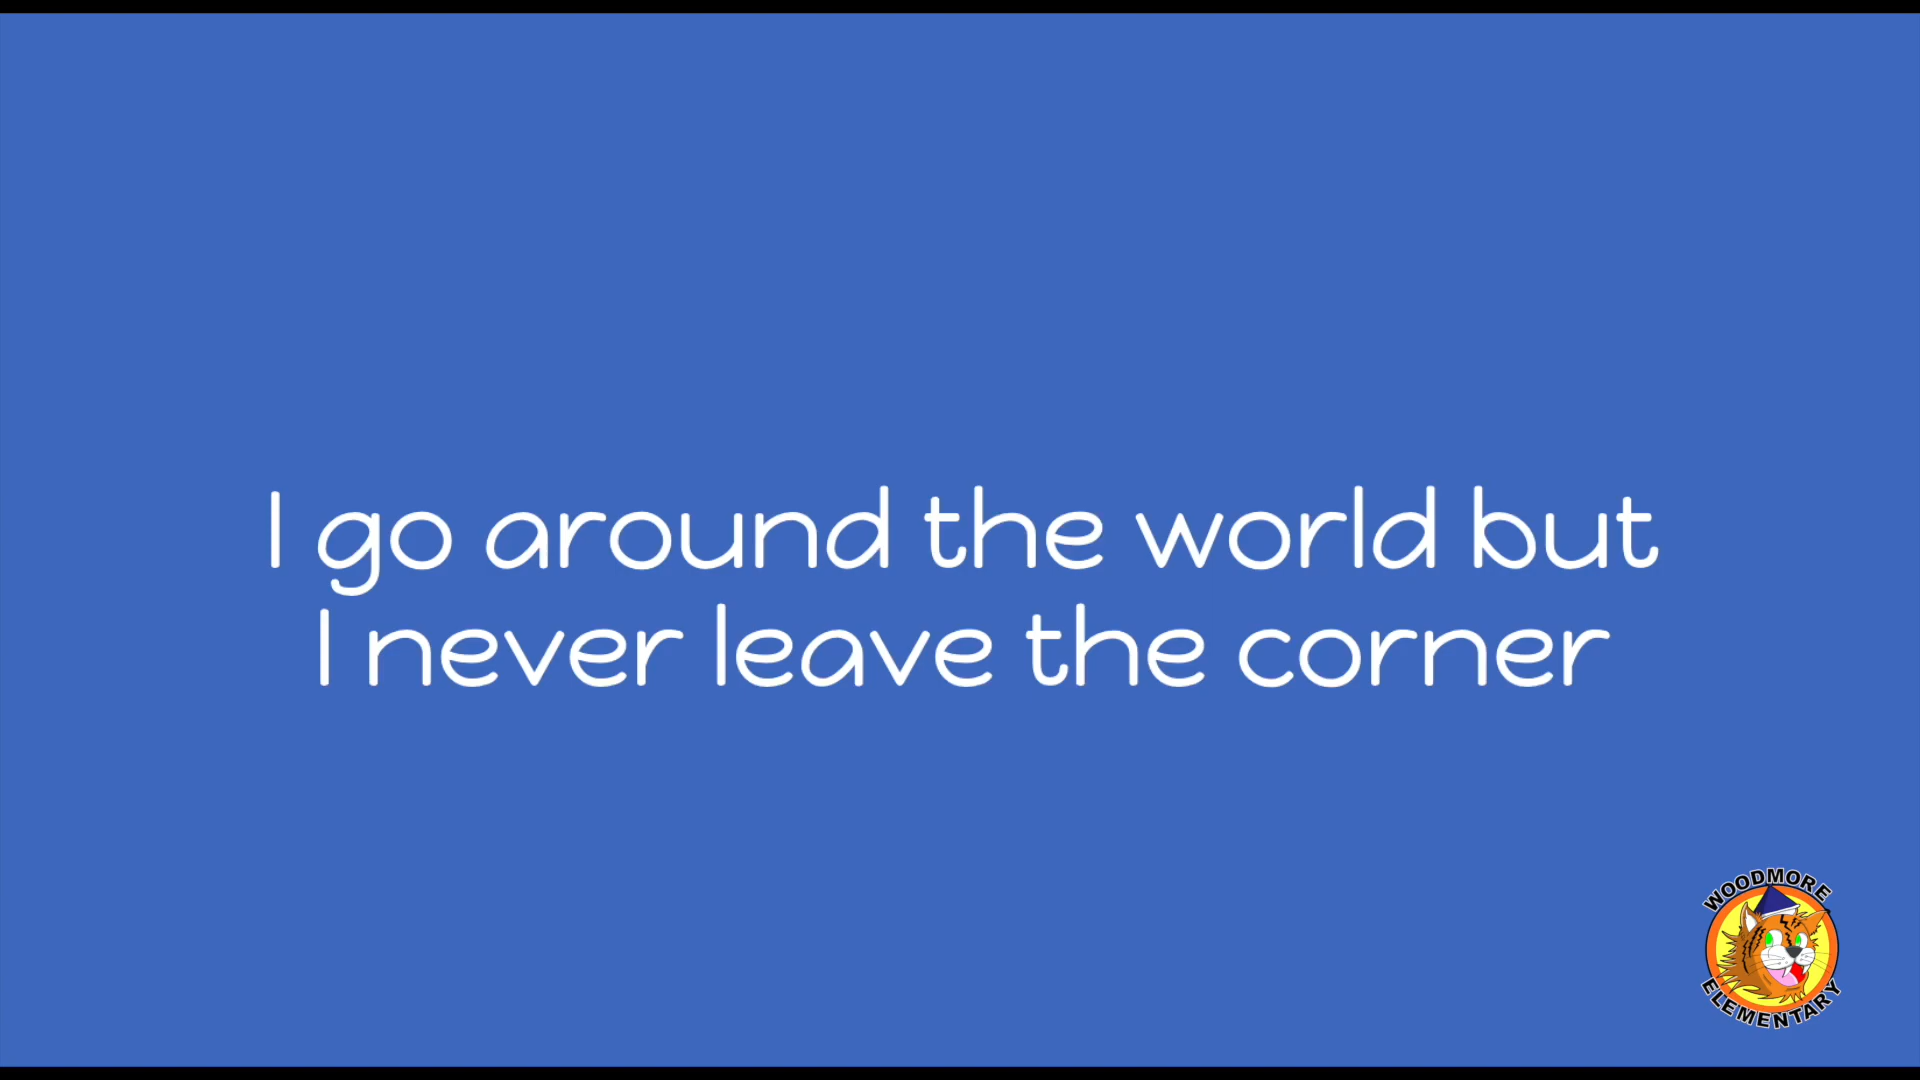 I go around the world but
I never leave the corner
WOODMORE
ELEMENTARY